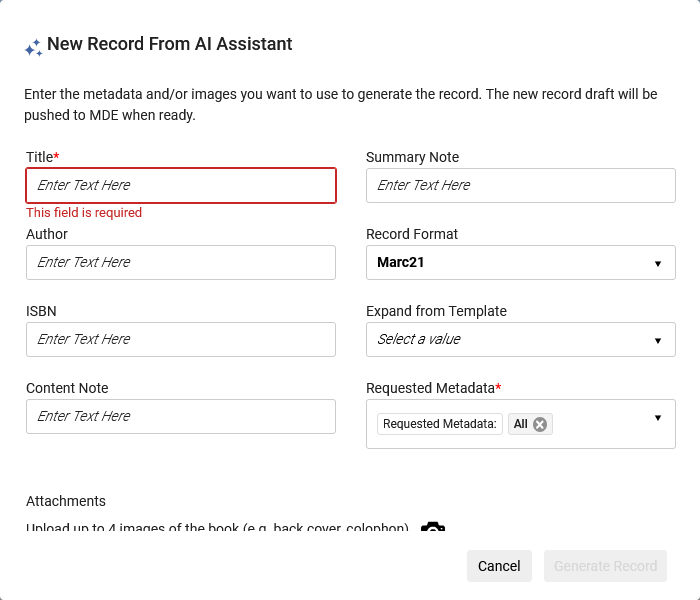 New Record From AI Assistant
Enter the metadata and/or images you want to use to generate the record. The new record draft will be
pushed to MDE when ready.
Title*
Enter Text Here
This field is required
Summary Note
Enter Text Here
Author
Enter Text Here
Record Format
Marc21
ISBN
Enter Text Here
Expand from Template
Select a value
Content Note
Enter Text Here
Requested Metadata*
Requested Metadata: All
Attachments
Upload up to 4 images of the book (e.g. back cover, colophon)
Cancel
Generate Record